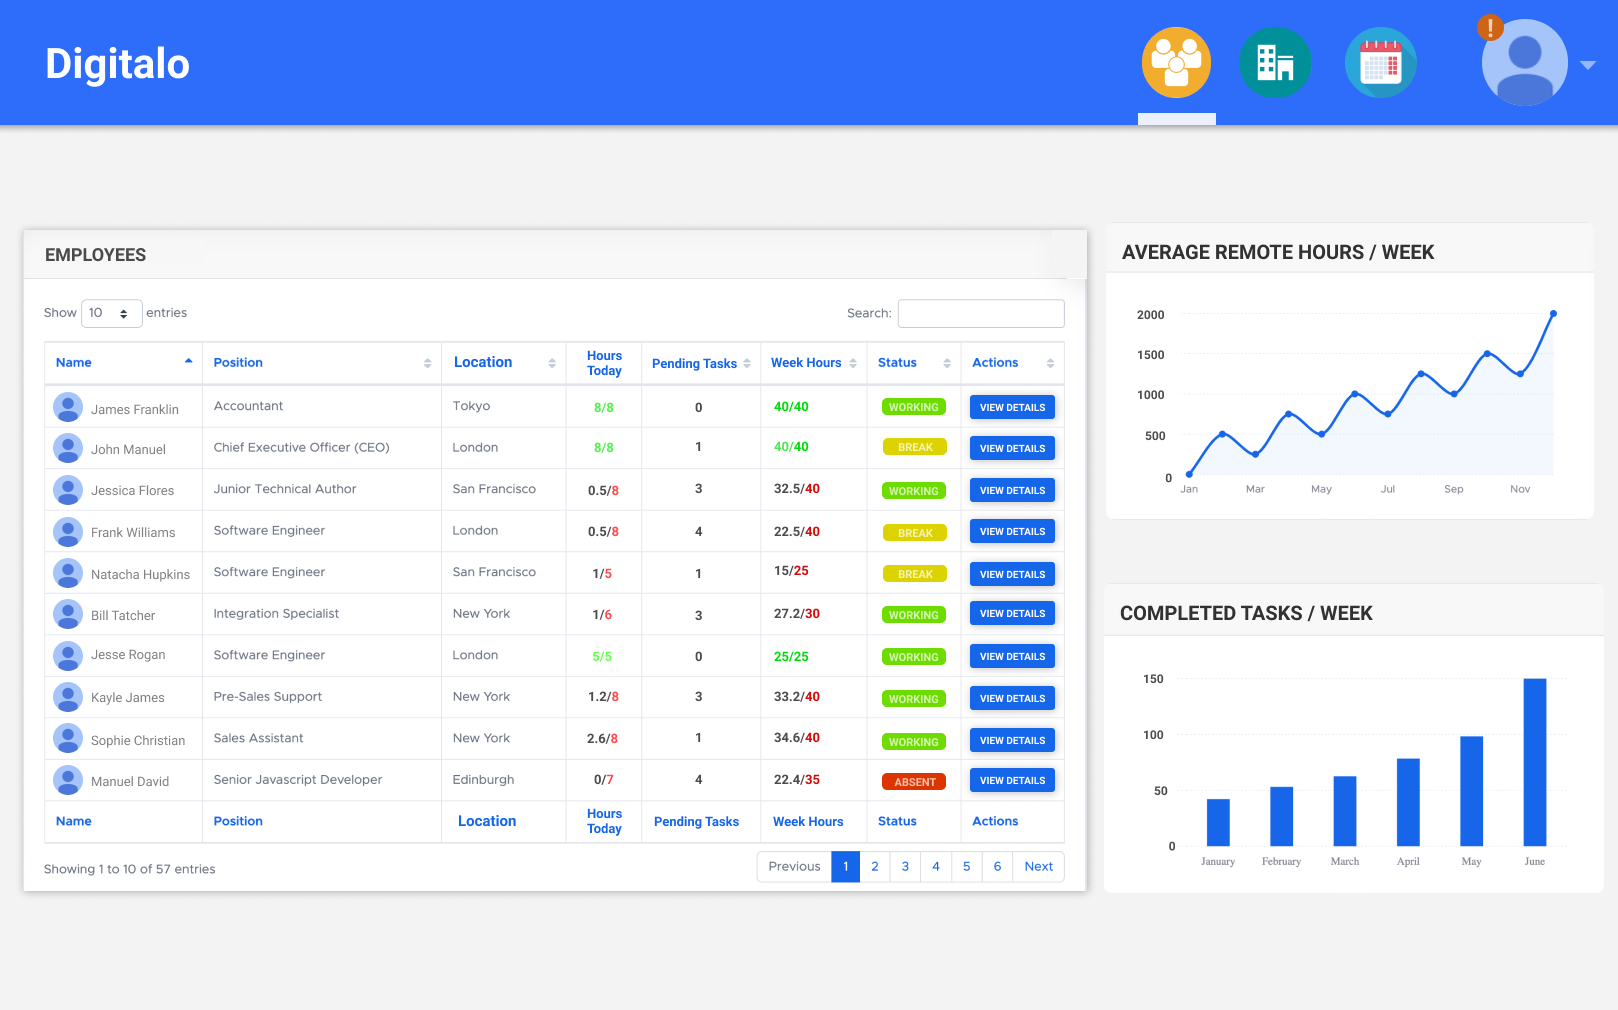 Digitalo
!
EMPLOYEES
Show 10 entries
Search:
Name Position Location Hours Today Pending Tasks Week Hours Status Actions
James Franklin Accountant Tokyo 8/8 0 40/40 WORKING VIEW DETAILS
John Manuel Chief Executive Officer (CEO) London 8/8 1 40/40 BREAK VIEW DETAILS
Jessica Flores Junior Technical Author San Francisco 0.5/8 3 32.5/40 WORKING VIEW DETAILS
Frank Williams Software Engineer London 0.5/8 4 22.5/40 BREAK VIEW DETAILS
Natacha Hupkins Software Engineer San Francisco 1/5 1 15/25 BREAK VIEW DETAILS
Bill Tatcher Integration Specialist New York 1/6 3 27.2/30 WORKING VIEW DETAILS
Jesse Rogan Software Engineer London 5/5 0 25/25 WORKING VIEW DETAILS
Kayle James Pre-Sales Support New York 1.2/8 3 33.2/40 WORKING VIEW DETAILS
Sophie Christian Sales Assistant New York 2.6/8 1 34.6/40 WORKING VIEW DETAILS
Manuel David Senior Javascript Developer Edinburgh 0/7 4 22.4/35 ABSENT VIEW DETAILS
Name Position Location Hours Today Pending Tasks Week Hours Status Actions
Showing 1 to 10 of 57 entries
Previous 1 2 3 4 5 6 Next
AVERAGE REMOTE HOURS / WEEK
2000
1500
1000
500
0
Jan Mar May Jul Sep Nov
COMPLETED TASKS / WEEK
150
100
50
0
January February March April May June